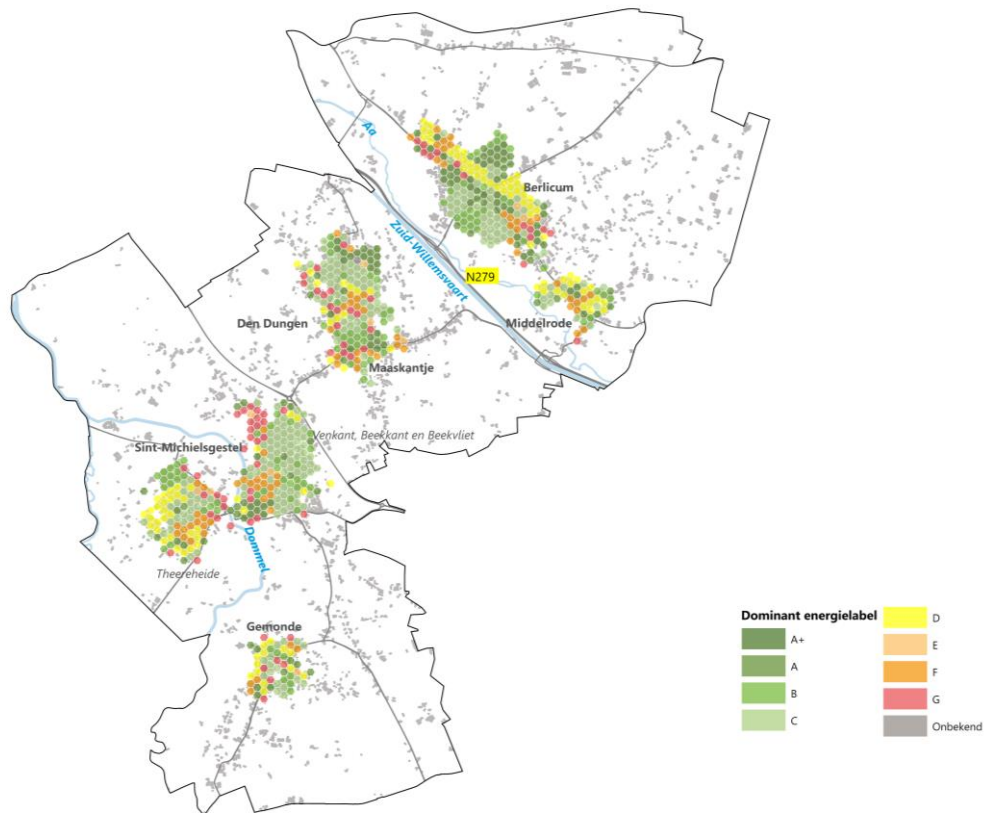 Aa
Berlicum
Zuid-Willemsvaart
N279
Den Dungen
Middelrode
Maaskantje
Venkant, Beekkant en Beekvliet
Sint-Michielsgestel
Dommel
Theereheide
Gemonde
Dominant energielabel
A+
A
B
C
D
E
F
G
Onbekend